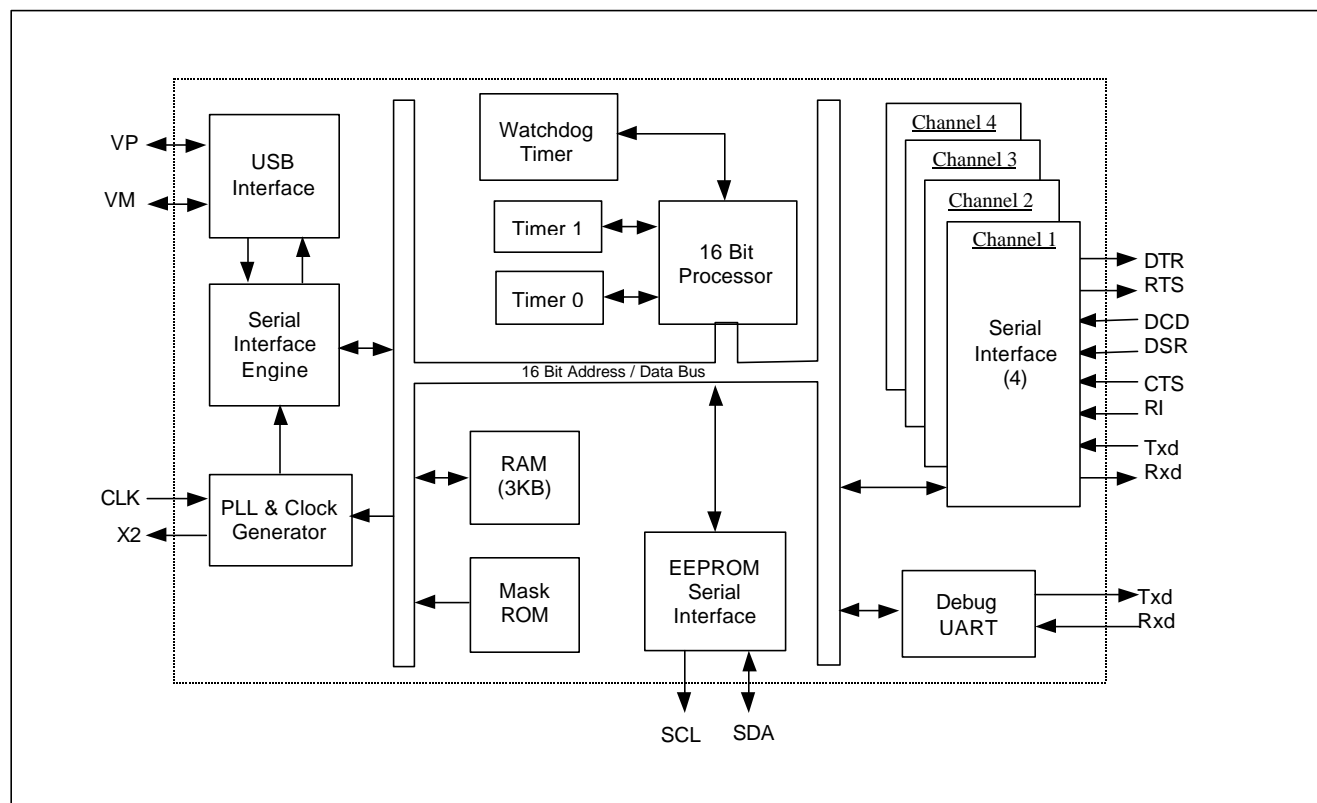 VP
VM
CLK
X2
USB
Interface
Serial
Interface
Engine
PLL & Clock
Generator
Watchdog
Timer
Timer 1
Timer 0
16 Bit
Processor
16 Bit Address / Data Bus
RAM
(3KB)
Mask
ROM
EEPROM
Serial
Interface
SCL
SDA
Channel 4
Channel 3
Channel 2
Channel 1
Serial
Interface
(4)
DTR
RTS
DCD
DSR
CTS
RI
Txd
Rxd
Debug
UART
Txd
Rxd